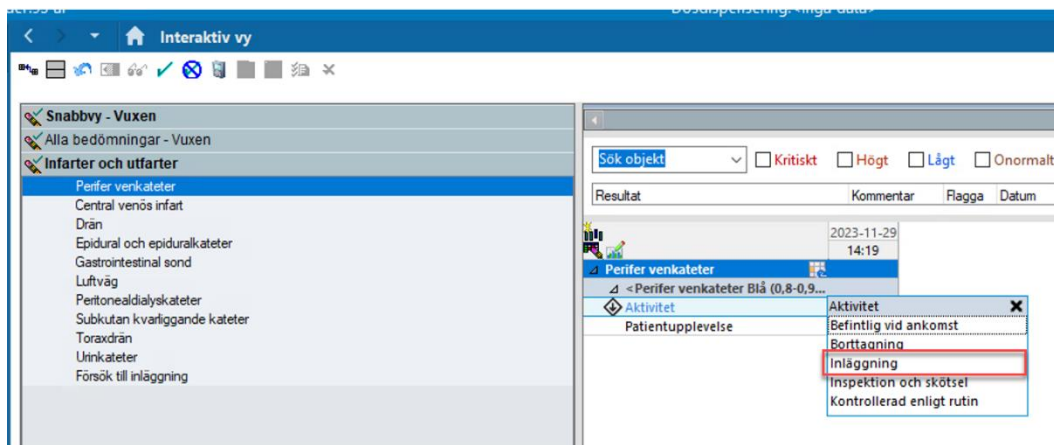 Interaktiv vy
Snabbvy - Vuxen
Alla bedömningar - Vuxen
Infarter och utfarter
Perifer venkateter
Central venös infart
Drän
Epidural och epiduralkateter
Gastrointestinal sond
Luftväg
Peritonealdialyskateter
Subkutan kvarliggande kateter
Toraxdrän
Urinkateter
Försök till inläggning
Sök objekt Kritiskt Högt Lågt Onormalt
Resultat Kommentar Flagga Datum
2023-11-29
14:19
Perifer venkateter
<Perifer venkateter Blå (0,8-0,9...
Aktivitet
Patientupplevelse
Aktivitet
Befintlig vid ankomst
Borttagning
Inläggning
Inspektion och skötsel
Kontrollerad enligt rutin